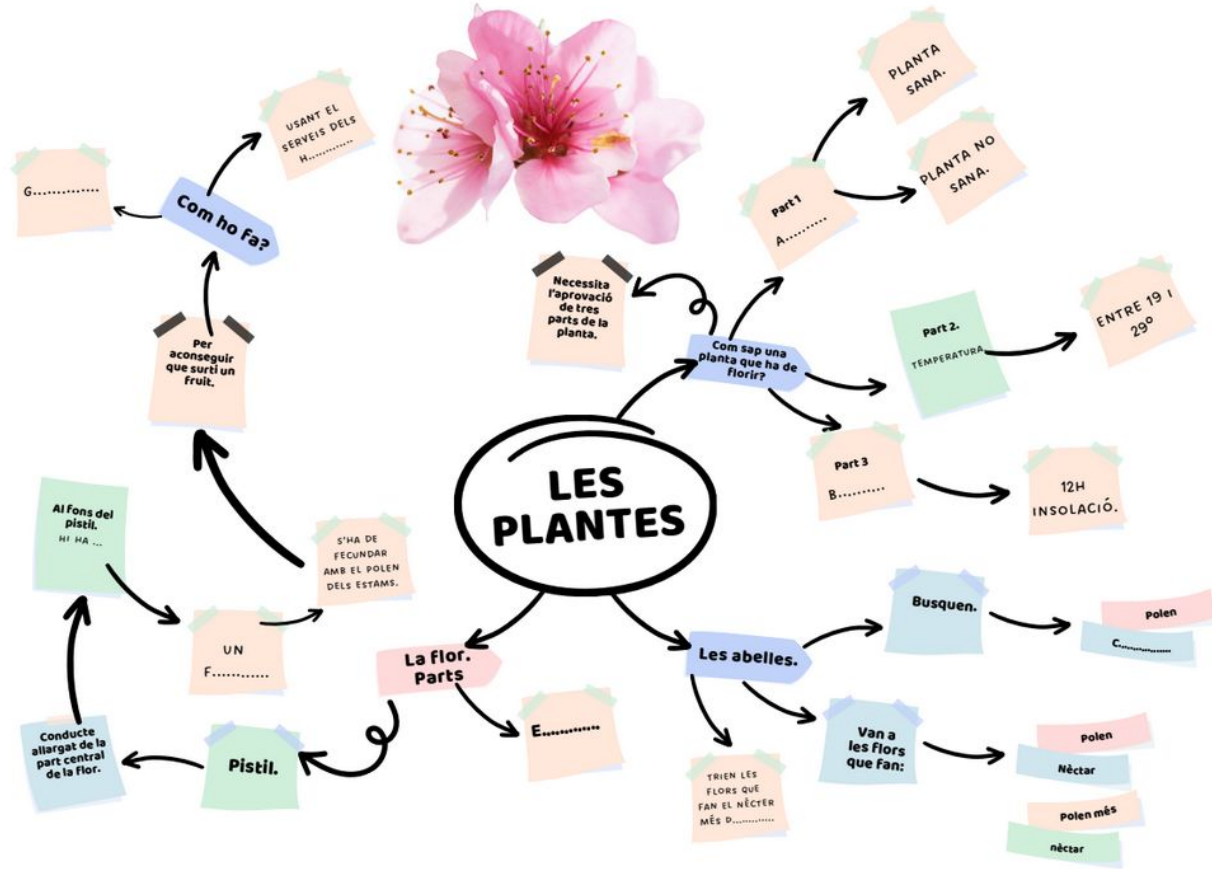 LES
PLANTES
Com sap una
planta que ha de
florir?
Necessita
l'aprovació
de tres
parts de la
planta.
Part 1
A..........
PLANTA
SANA.
PLANTA NO
SANA.
Part 2.
TEMPERATURA
ENTRE 19 I
29º
Part 3
B..........
12H
INSOLACIÓ.
Les abelles.
Busquen.
Polen
C................
Van a
les flors
que fan:
Polen
Nèctar
Polen més
nèctar
TRIEN LES
FLORS QUE
FAN EL NÈCTER
MÉS D............
La flor.
Parts
E.............
Pistil.
Conducte
allargat de la
part central
de la flor.
Al fons del
pistil.
HI HA ...
UN
F...........
S'HA DE
FECUNDAR
AMB EL POLEN
DELS ESTAMS.
Per
aconseguir
que surti un
fruit.
Com ho fa?
G..............
USANT EL
SERVEIS DELS
H............